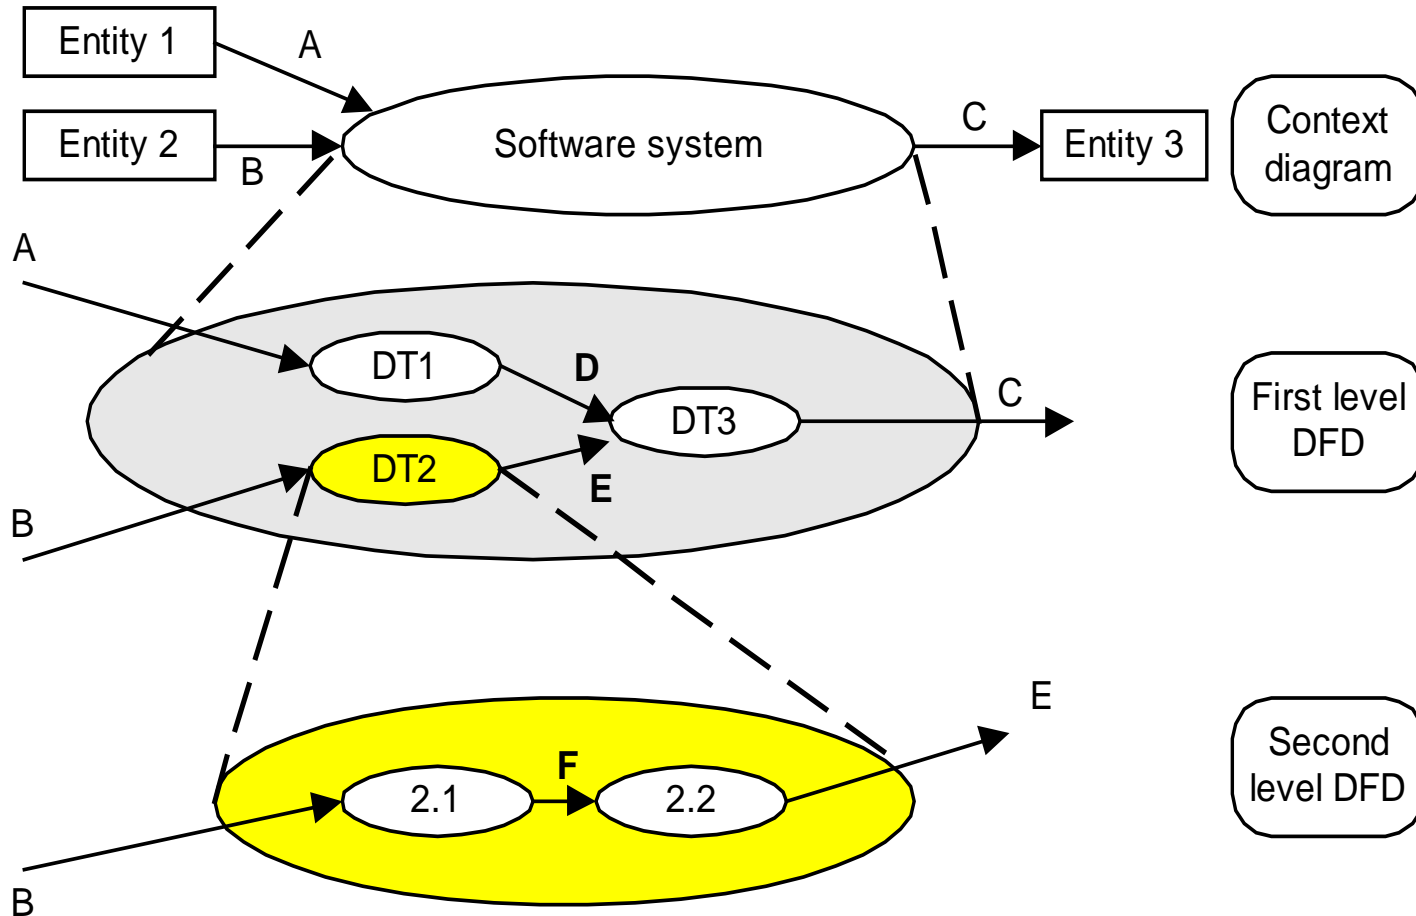 Entity 1
A
Entity 2
B
Software system
C
Entity 3
Context
diagram
A
DT1
D
DT3
C
First level
DFD
DT2
E
B
E
Second
level DFD
F
2.1
2.2
B